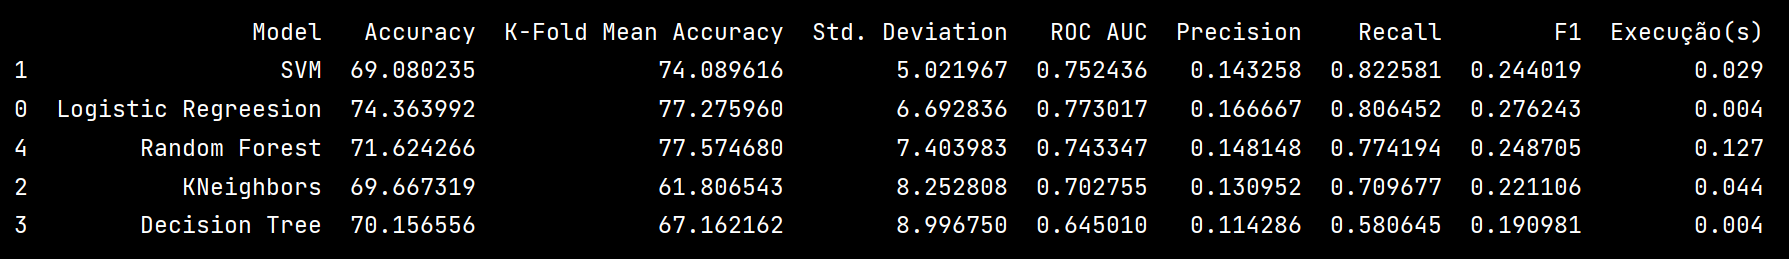 Model Accuracy K-Fold Mean Accuracy Std. Deviation ROC AUC Precision Recall F1 Execução(s)
1 SVM 69.080235 74.089616 5.021967 0.752436 0.143258 0.822581 0.244019 0.029
0 Logistic Regreesion 74.363992 77.275960 6.692836 0.773017 0.166667 0.806452 0.276243 0.004
4 Random Forest 71.624266 77.574680 7.403983 0.743347 0.148148 0.774194 0.248705 0.127
2 KNeighbors 69.667319 61.806543 8.252808 0.702755 0.130952 0.709677 0.221106 0.044
3 Decision Tree 70.156556 67.162162 8.996750 0.645010 0.114286 0.580645 0.190981 0.004